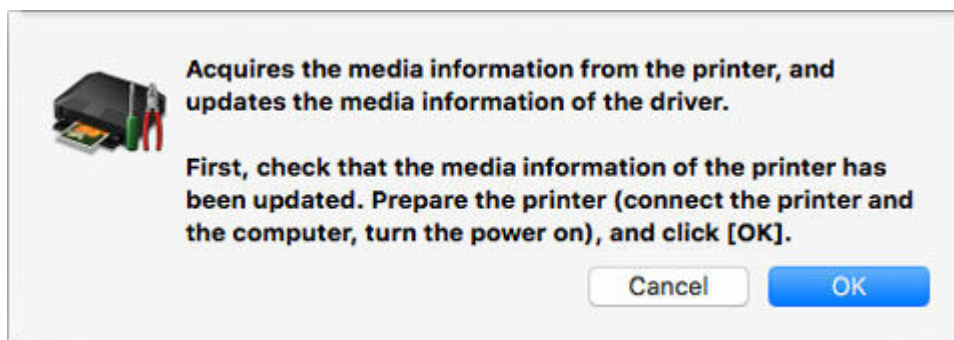 Acquires the media information from the printer, and
updates the media information of the driver.
First, check that the media information of the printer has
been updated. Prepare the printer (connect the printer and
the computer, turn the power on), and click [OK].
Cancel OK